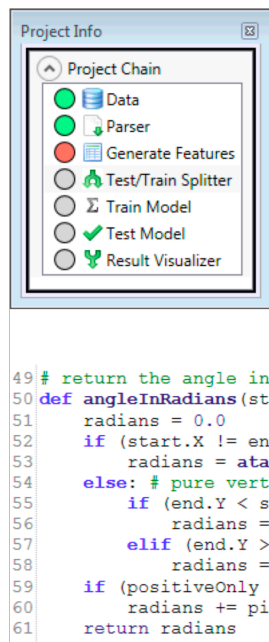 Project Info
Project Chain
Data
Parser
Generate Features
Test/Train Splitter
Σ Train Model
Test Model
Result Visualizer
49 # return the angle in
50 def angleInRadians(st
51     radians = 0.0
52     if (start.X != en
53         radians = ata
54     else: # pure vert
55         if (end.Y < s
56             radians =
57         elif (end.Y >
58             radians =
59     if (positiveOnly
60         radians += pi
61     return radians